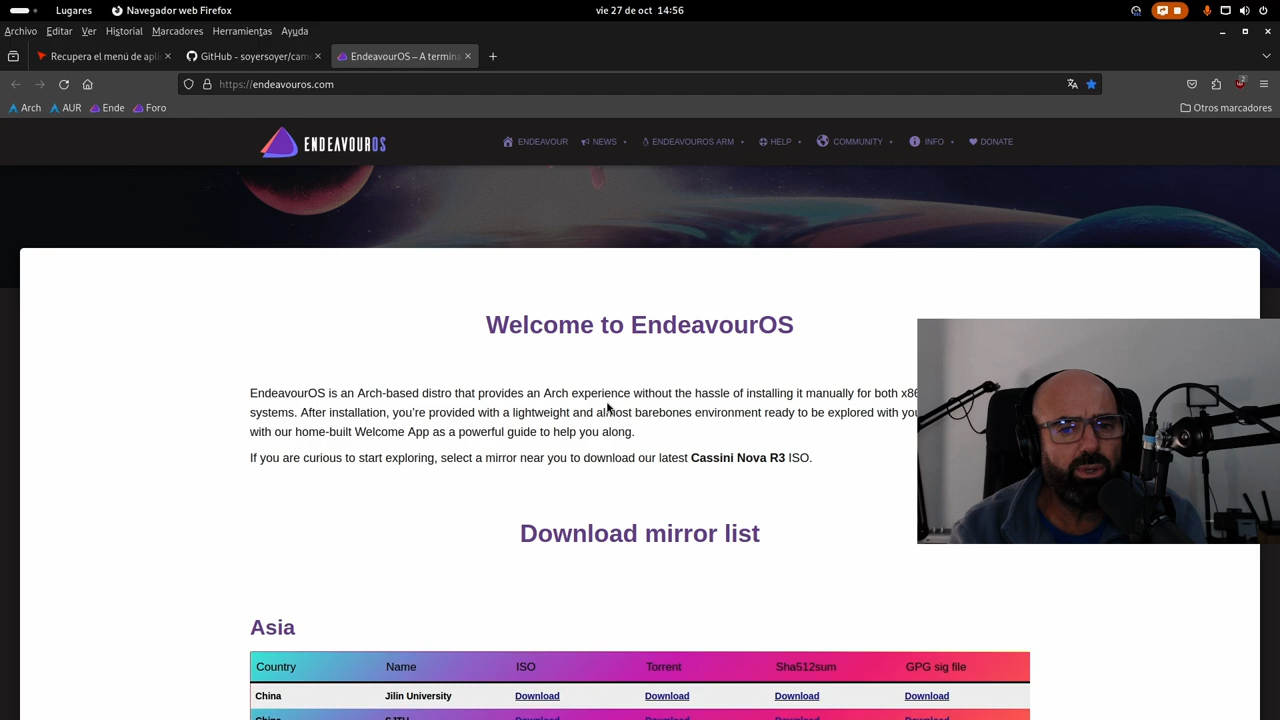 Lugares
Navegador web Firefox
vie 27 de oct 14:56
Archivo Editar Ver Historial Marcadores Herramientas Ayuda
Recupera el menú de apli
GitHub - soyersoyer/came
EndeavourOS – A termina
https://endeavouros.com
Arch AUR Ende Foro
Otros marcadores
ENDEAVOUROS
ENDEAVOUR NEWS ENDEAVOUROS ARM HELP COMMUNITY INFO DONATE
Welcome to EndeavourOS
EndeavourOS is an Arch-based distro that provides an Arch experience without the hassle of installing it manually for both x86
systems. After installation, you’re provided with a lightweight and almost barebones environment ready to be explored with you
with our home-built Welcome App as a powerful guide to help you along.
If you are curious to start exploring, select a mirror near you to download our latest Cassini Nova R3 ISO.
Download mirror list
Asia
Country Name ISO Torrent Sha512sum GPG sig file
China Jilin University Download Download Download Download